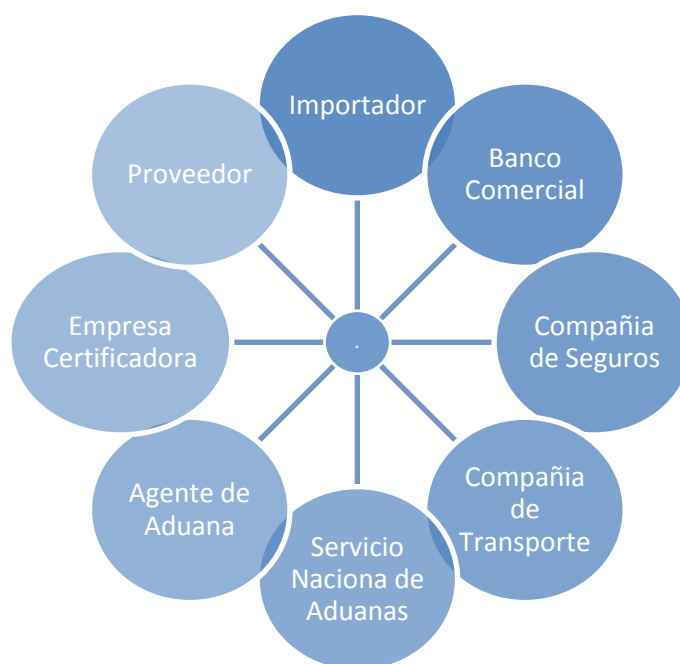 Importador
Banco
Comercial
Compañia
de Seguros
Compañia
de
Transporte
Servicio
Naciona de
Aduanas
Agente de
Aduana
Empresa
Certificadora
Proveedor
.